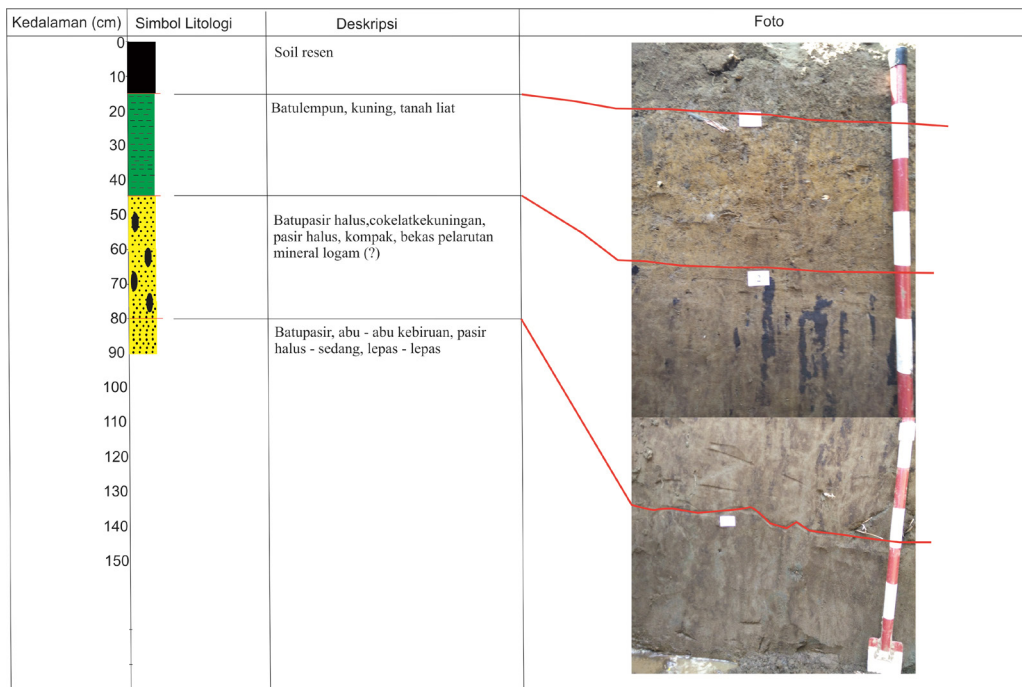 Kedalaman (cm) Simbol Litologi Deskripsi Foto
0
Soil resen
10
20
Batulempun, kuning, tanah liat
30
40
50
Batupasir halus,cokelatkekuningan,
60
pasir halus, kompak, bekas pelarutan
mineral logam (?)
70
80
Batupasir, abu - abu kebiruan, pasir
90
halus - sedang, lepas - lepas
100
110
120
130
140
150